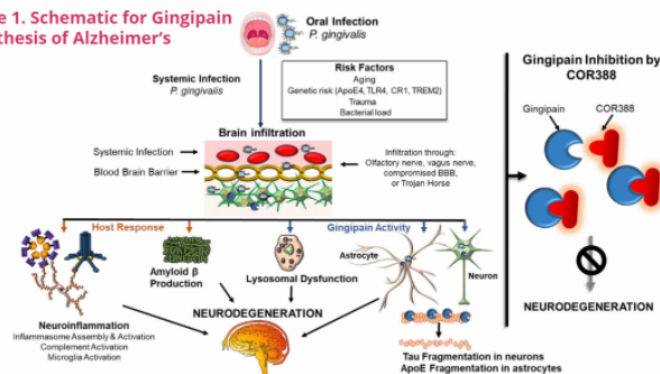 e 1. Schematic for Gingipain
thesis of Alzheimer's
Oral Infection
P. gingivalis
Systemic Infection
P. gingivalis
Risk Factors
Aging
Genetic risk (ApoE4, TLR4, CR1, TREM2)
Trauma
Bacterial load
Brain infiltration
Systemic Infection
Blood Brain Barrier
Infiltration through:
Olfactory nerve, vagus nerve,
compromised BBB,
or Trojan Horse
Host Response
Gingipain Activity
Amyloid β
Production
Lysosomal Dysfunction
Astrocyte
Neuron
NEURODEGENERATION
Neuroinflammation
Inflammasome Assembly & Activation
Complement Activation
Microglia Activation
Tau Fragmentation in neurons
ApoE Fragmentation in astrocytes
Gingipain Inhibition by
COR388
Gingipain
COR388
NEURODEGENERATION